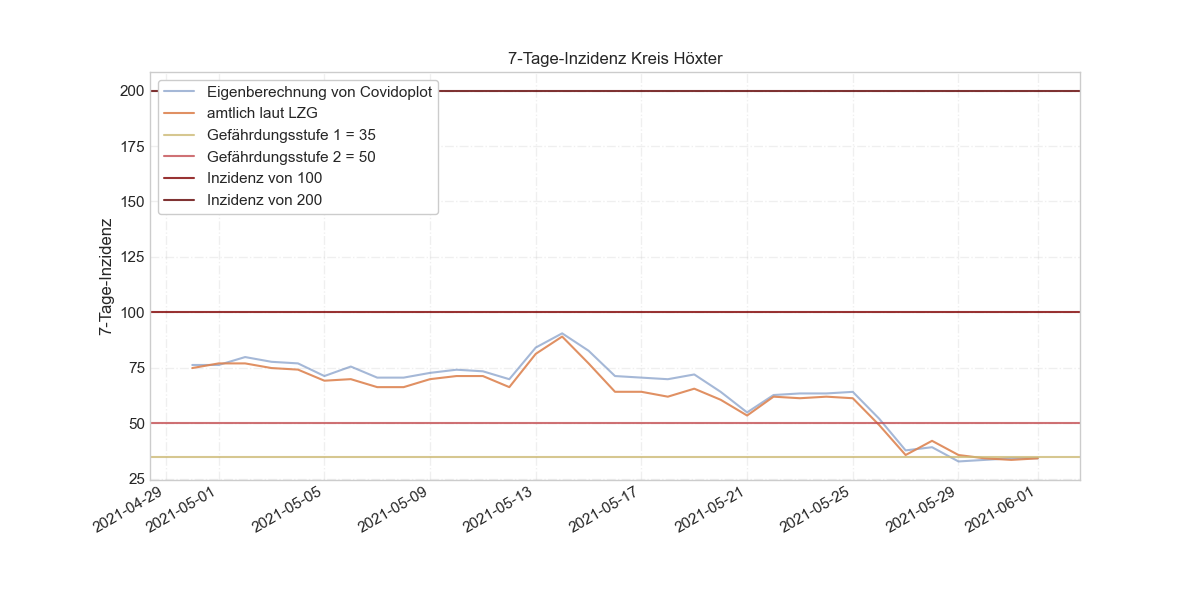 7-Tage-Inzidenz Kreis Höxter
Eigenberechnung von Covidoplot
amtlich laut LZG
Gefährdungsstufe 1 = 35
Gefährdungsstufe 2 = 50
Inzidenz von 100
Inzidenz von 200
7-Tage-Inzidenz
200
175
150
125
100
75
50
25
2021-04-29
2021-05-01
2021-05-05
2021-05-09
2021-05-13
2021-05-17
2021-05-21
2021-05-25
2021-05-29
2021-06-01